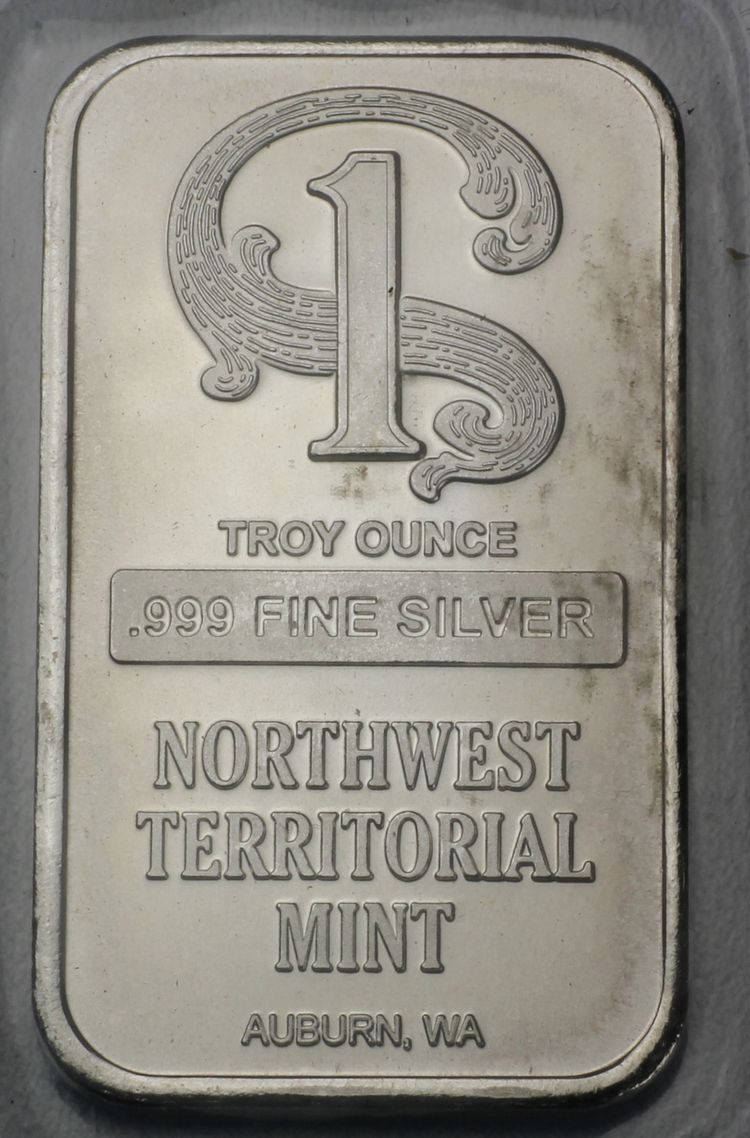 1
TROY OUNCE
.999 FINE SILVER
NORTHWEST
TERRITORIAL
MINT
AUBURN, WA